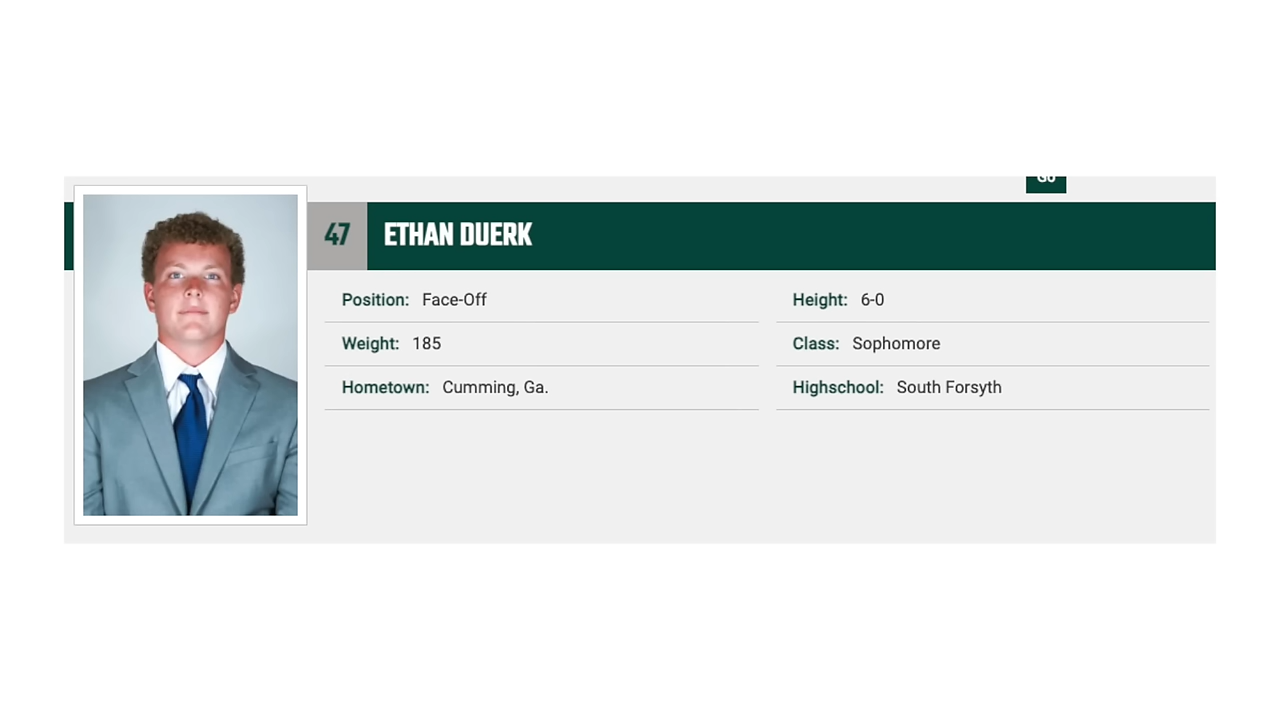 GO
47 ETHAN DUERK
Position: Face-Off Height: 6-0
Weight: 185 Class: Sophomore
Hometown: Cumming, Ga. Highschool: South Forsyth